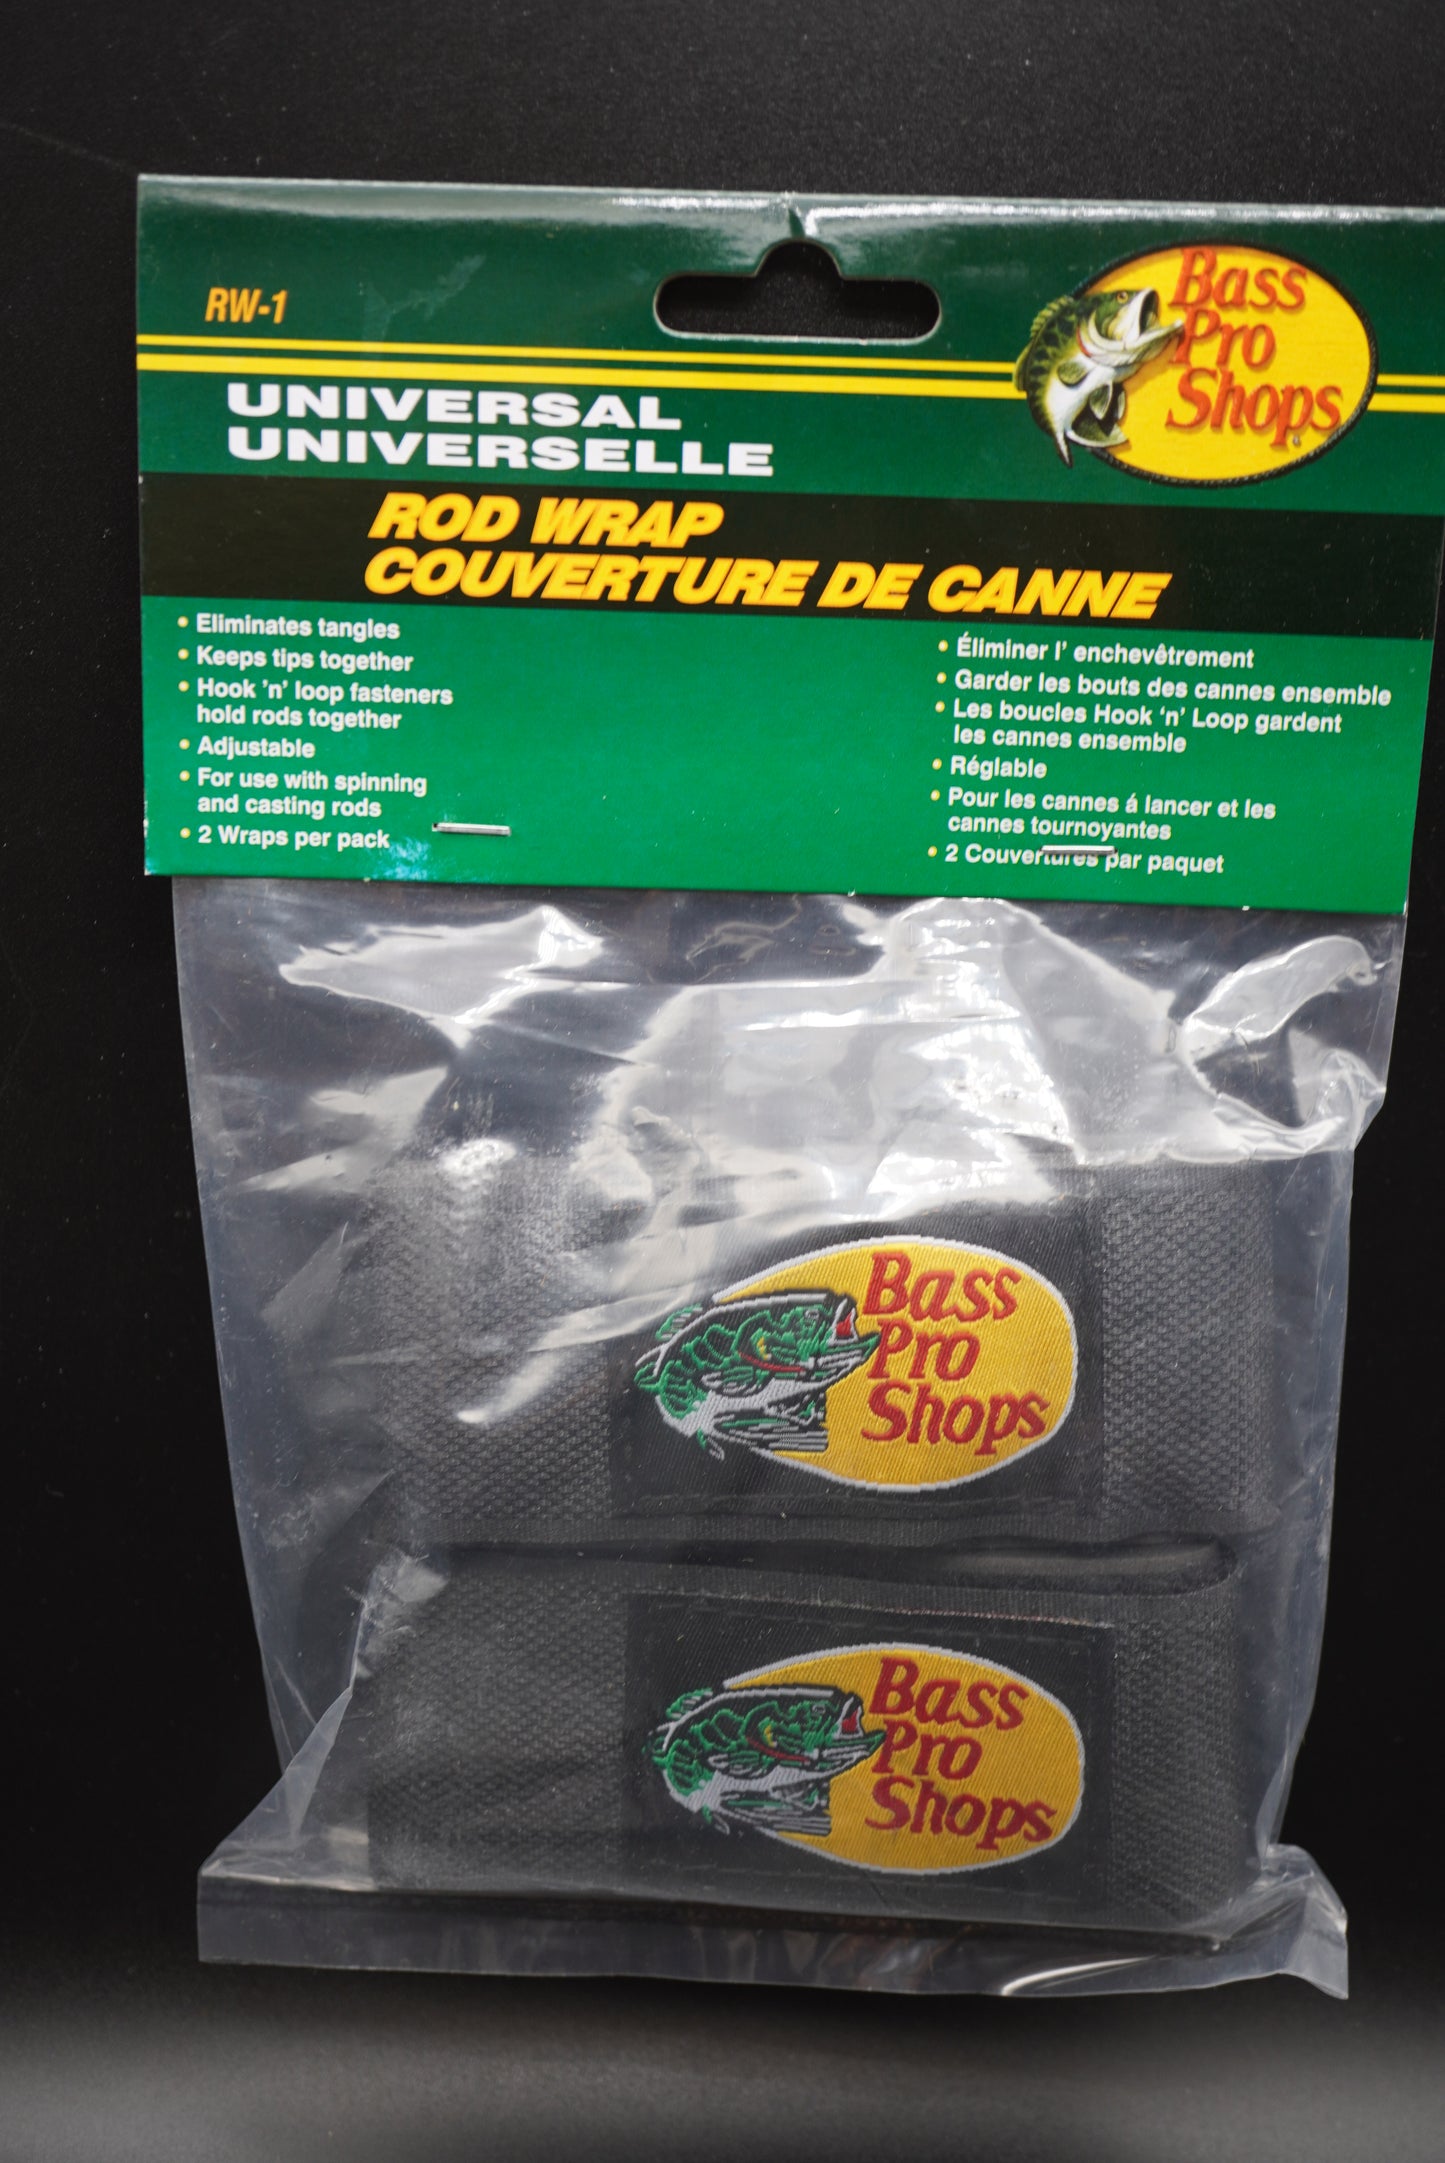 RW-1
Bass
Pro
Shops
UNIVERSAL
UNIVERSELLE
ROD WRAP
COUVERTURE DE CANNE
• Eliminates tangles
• Keeps tips together
• Hook 'n' loop fasteners
hold rods together
• Adjustable
• For use with spinning
and casting rods
• 2 Wraps per pack
• Éliminer l' enchevêtrement
• Garder les bouts des cannes ensemble
• Les boucles Hook 'n' Loop gardent
les cannes ensemble
• Réglable
• Pour les cannes á lancer et les
cannes tournoyantes
• 2 Couvertures par paquet
Bass
Pro
Shops
Bass
Pro
Shops